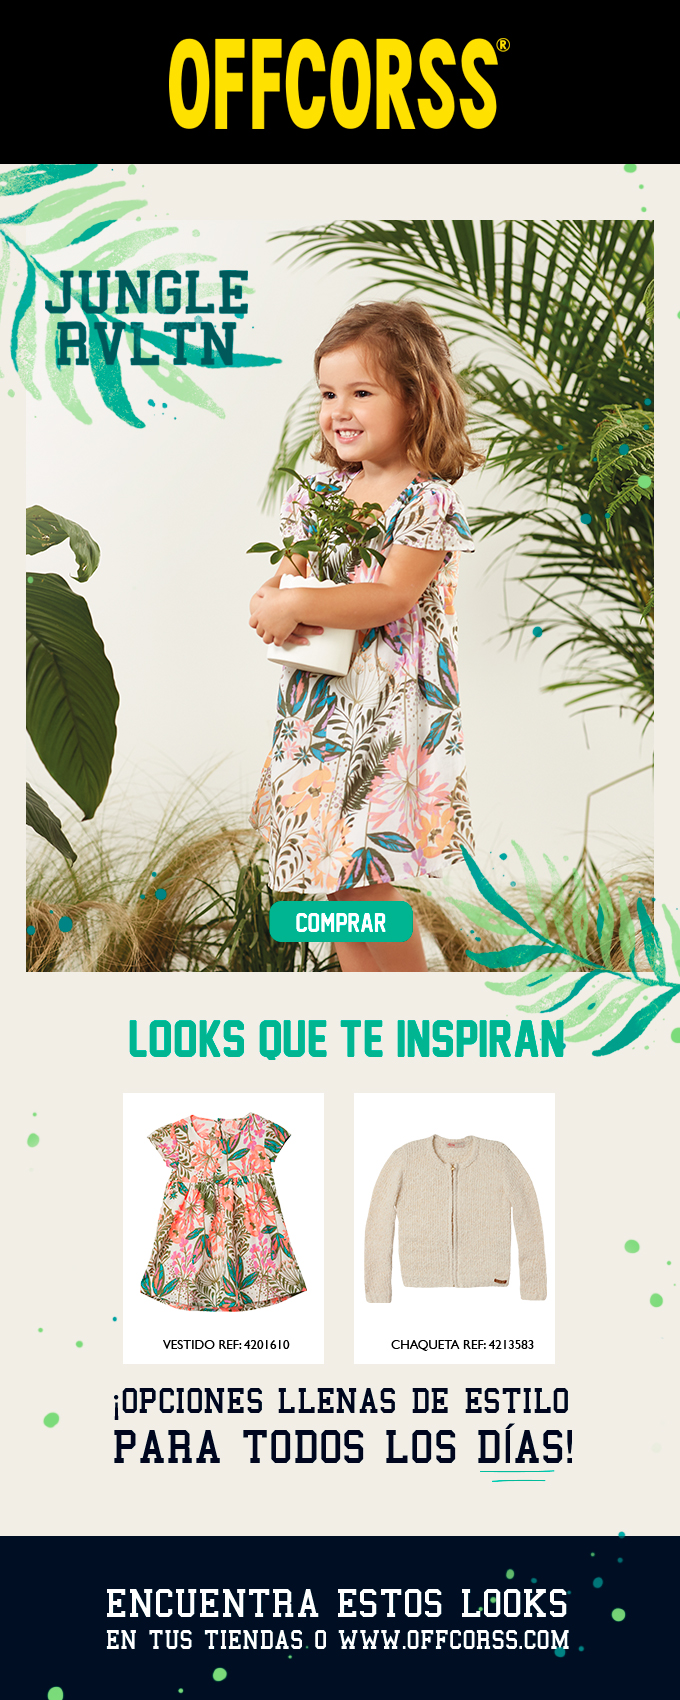 OFFCORSS®
JUNGLE
RVLTN
COMPRAR
LOOKS QUE TE INSPIRAN
VESTIDO REF: 4201610
CHAQUETA REF: 4213583
¡OPCIONES LLENAS DE ESTILO
PARA TODOS LOS DÍAS!
ENCUENTRA ESTOS LOOKS
EN TUS TIENDAS O WWW.OFFCORSS.COM